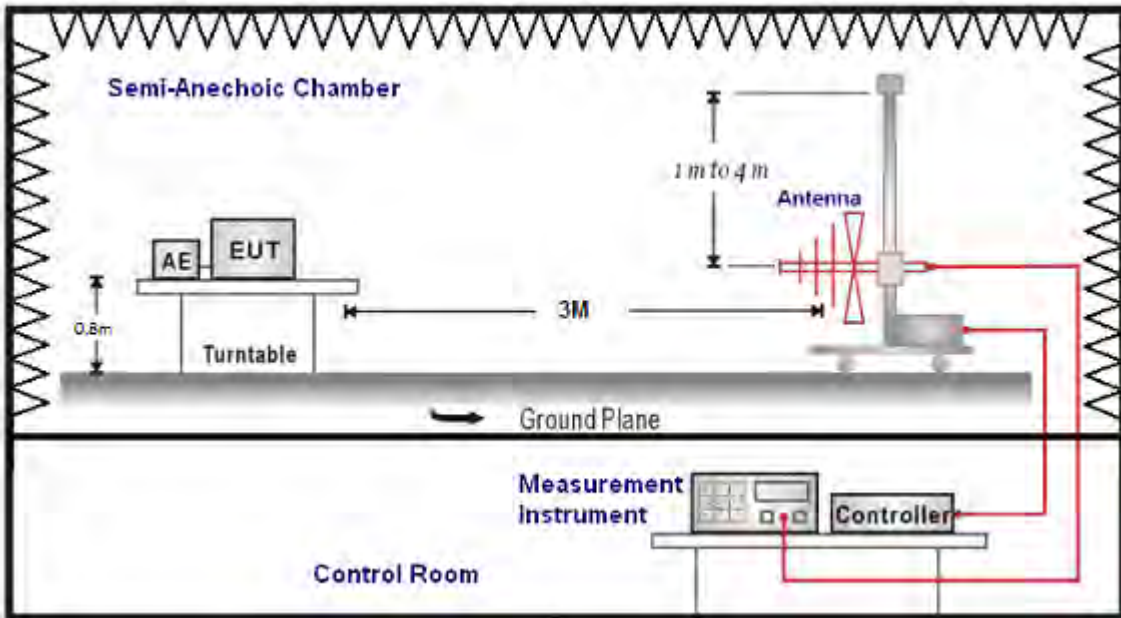 Semi-Anechoic Chamber
1 m to 4 m
Antenna
AE
EUT
0.8m
3M
Turntable
Ground Plane
Measurement
Instrument
Controller
Control Room